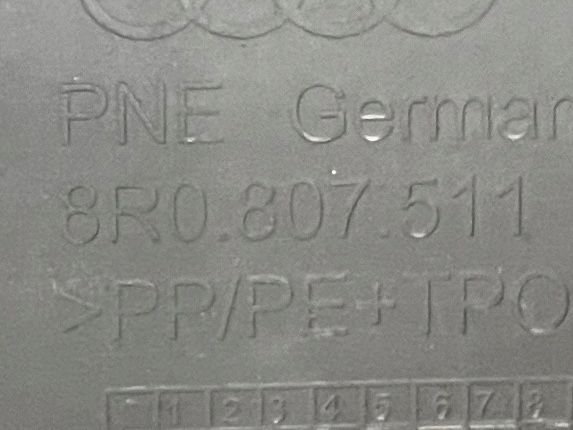 PNE German
8R0.807.511
>PP/PE+TPO
1 2 3 4 5 6 7 8